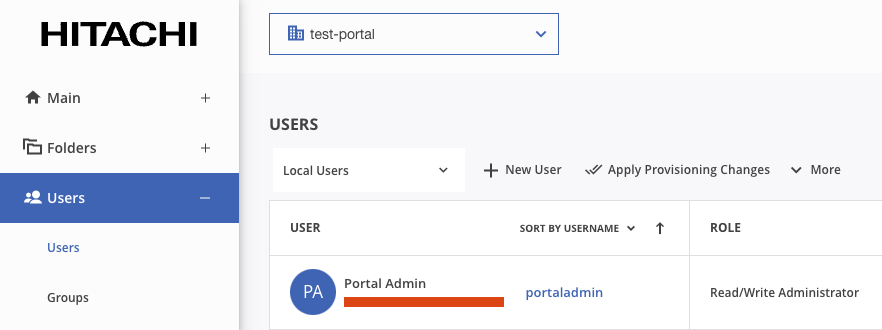 HITACHI
test-portal
Main
Folders
Users
Users
Groups
USERS
Local Users
New User
Apply Provisioning Changes
More
USER
SORT BY USERNAME
ROLE
PA
Portal Admin
portaladmin
Read/Write Administrator